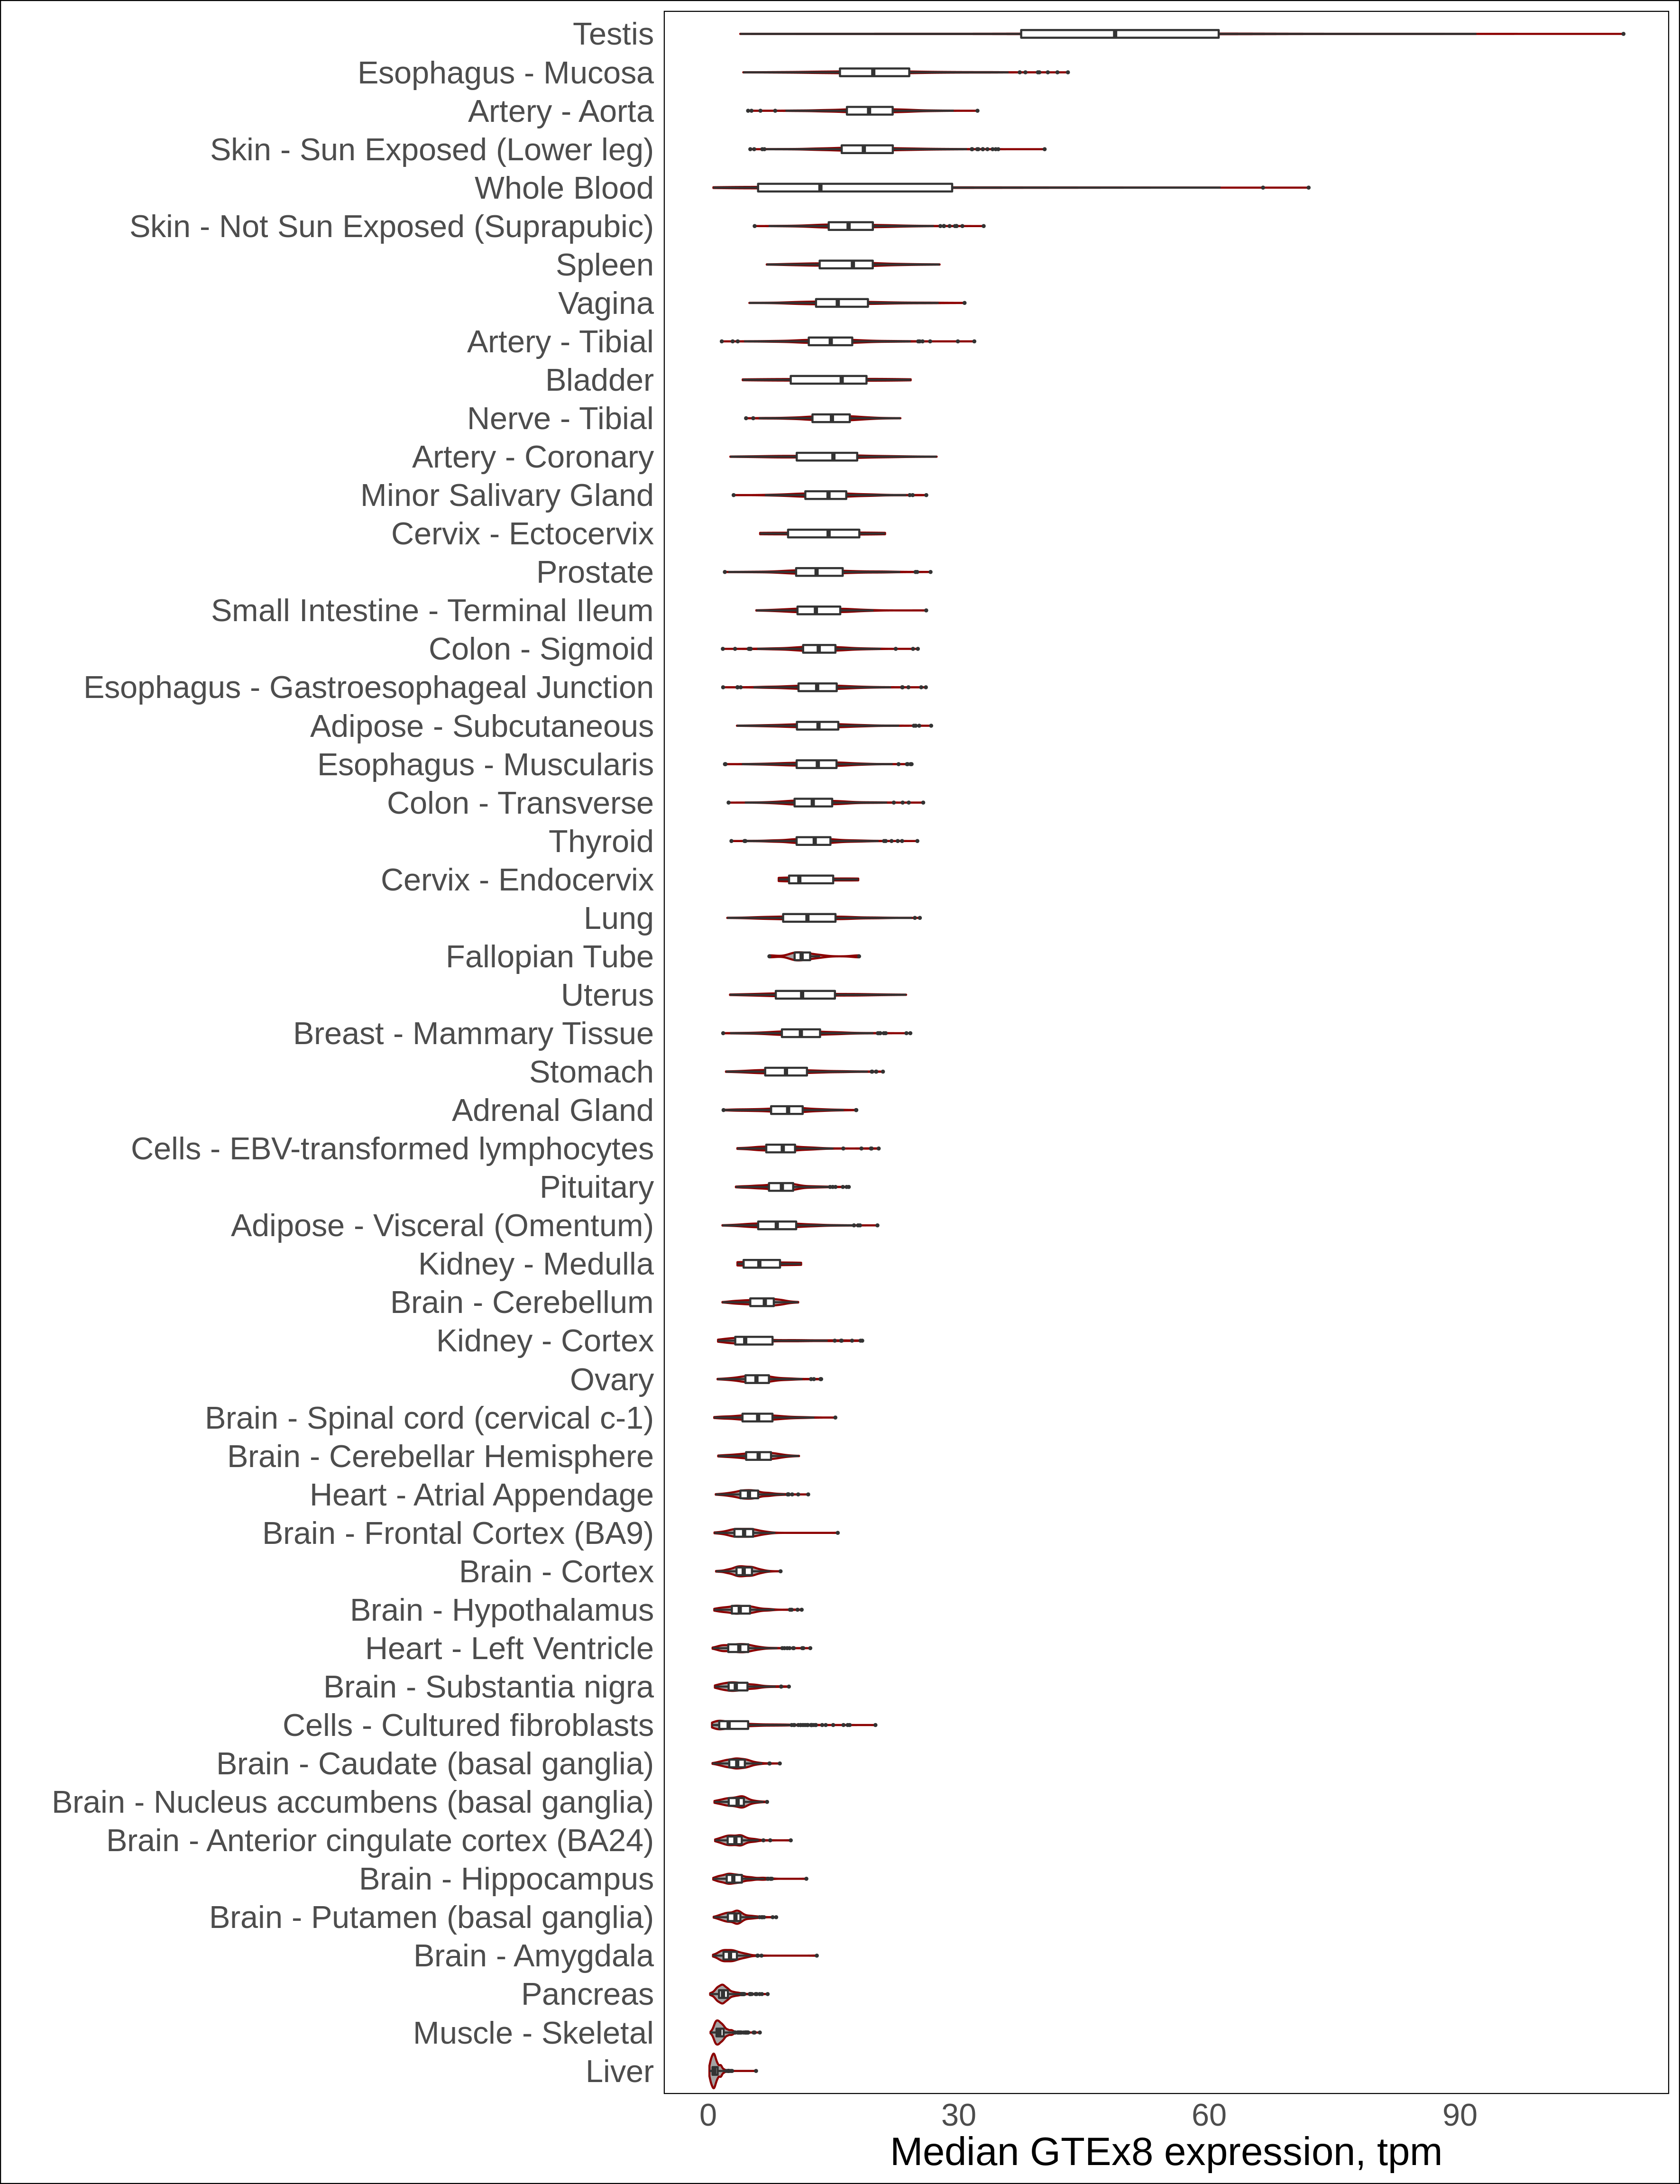 Testis
Esophagus - Mucosa
Artery - Aorta
Skin - Sun Exposed (Lower leg)
Whole Blood
Skin - Not Sun Exposed (Suprapubic)
Spleen
Vagina
Artery - Tibial
Bladder
Nerve - Tibial
Artery - Coronary
Minor Salivary Gland
Cervix - Ectocervix
Prostate
Small Intestine - Terminal Ileum
Colon - Sigmoid
Esophagus - Gastroesophageal Junction
Adipose - Subcutaneous
Esophagus - Muscularis
Colon - Transverse
Thyroid
Cervix - Endocervix
Lung
Fallopian Tube
Uterus
Breast - Mammary Tissue
Stomach
Adrenal Gland
Cells - EBV-transformed lymphocytes
Pituitary
Adipose - Visceral (Omentum)
Kidney - Medulla
Brain - Cerebellum
Kidney - Cortex
Ovary
Brain - Spinal cord (cervical c-1)
Brain - Cerebellar Hemisphere
Heart - Atrial Appendage
Brain - Frontal Cortex (BA9)
Brain - Cortex
Brain - Hypothalamus
Heart - Left Ventricle
Brain - Substantia nigra
Cells - Cultured fibroblasts
Brain - Caudate (basal ganglia)
Brain - Nucleus accumbens (basal ganglia)
Brain - Anterior cingulate cortex (BA24)
Brain - Hippocampus
Brain - Putamen (basal ganglia)
Brain - Amygdala
Pancreas
Muscle - Skeletal
Liver
0 30 60 90
Median GTEx8 expression, tpm